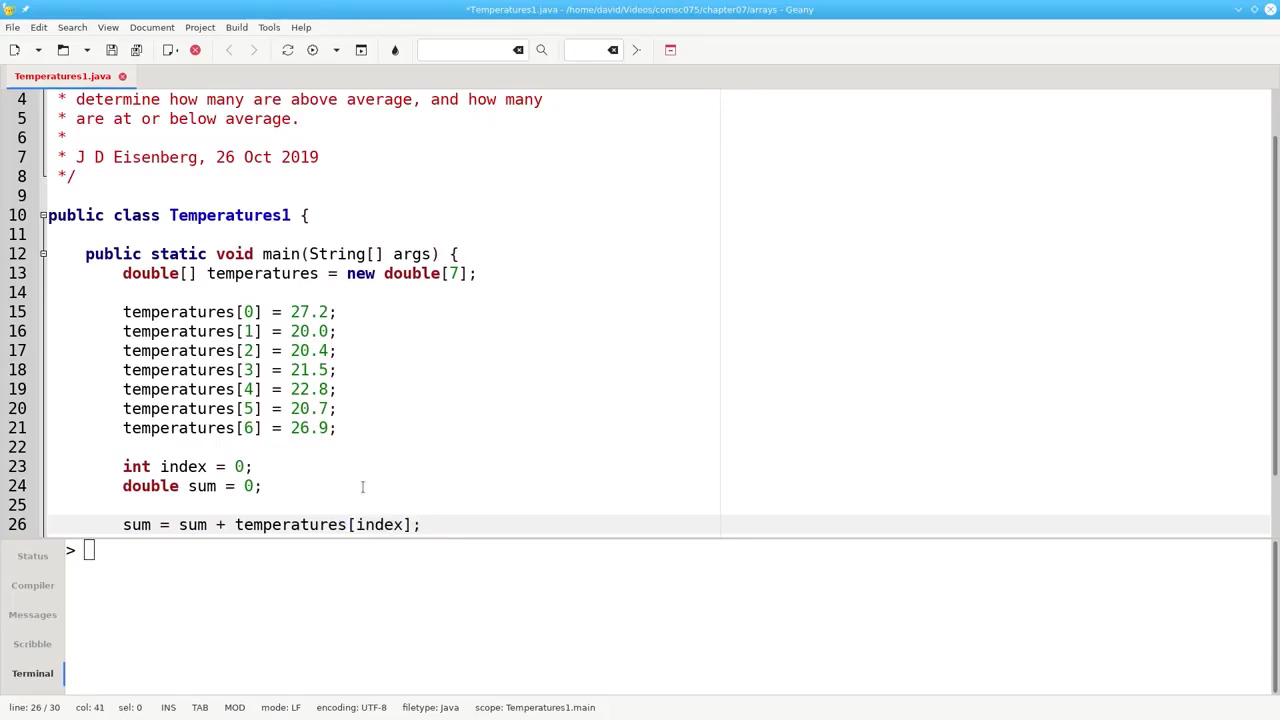 *Temperatures1.java - /home/david/Videos/comsc075/chapter07/arrays - Geany
File Edit Search View Document Project Build Tools Help
Temperatures1.java
4 * determine how many are above average, and how many
5 * are at or below average.
6 *
7 * J D Eisenberg, 26 Oct 2019
8 */
9
10 public class Temperatures1 {
11
12 public static void main(String[] args) {
13 double[] temperatures = new double[7];
14
15 temperatures[0] = 27.2;
16 temperatures[1] = 20.0;
17 temperatures[2] = 20.4;
18 temperatures[3] = 21.5;
19 temperatures[4] = 22.8;
20 temperatures[5] = 20.7;
21 temperatures[6] = 26.9;
22
23 int index = 0;
24 double sum = 0;
25
26 sum = sum + temperatures[index];
Status
Compiler
Messages
Scribble
Terminal
>
line: 26 / 30 col: 41 sel: 0 INS TAB MOD mode: LF encoding: UTF-8 filetype: Java scope: Temperatures1.main